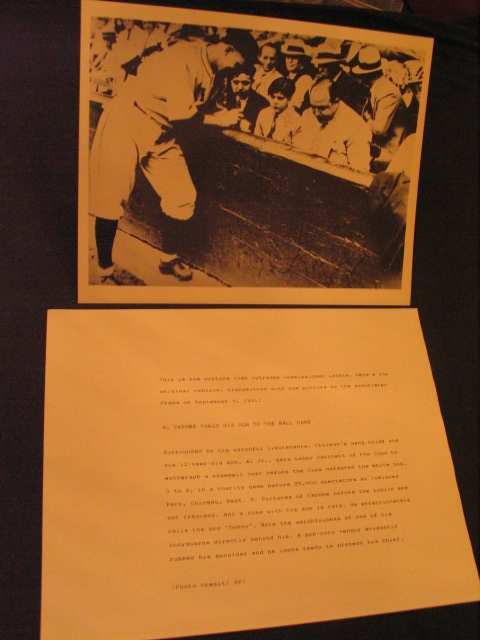 This is the picture that outraged Commissioner Landis. Here's the
original caption, transmitted with the picture by the Associated
Press on September 9, 1931:
AL CAPONE TAKES HIS SON TO THE BALL GAME
Surrounded by his watchful lieutenants, Chicago's gang chief and
his 12-year-old son, Al Jr., gets Gabby Hartnett of the Cubs to
autograph a baseball just before the Cubs defeated the White Sox,
3 to 0, in a charity game before 35,000 spectators at Comiskey
Park, Chicago, Sept. 9. Pictures of Capone before the public are
not frequent, and a pose with his son is rare. He affectionately
calls the boy "Sonny". Note the watchfulness of one of his
bodyguards directly behind him. A pop-corn vendor evidently
rubbed his shoulder and he looks ready to protect his chief.
(Photo credit: AP)